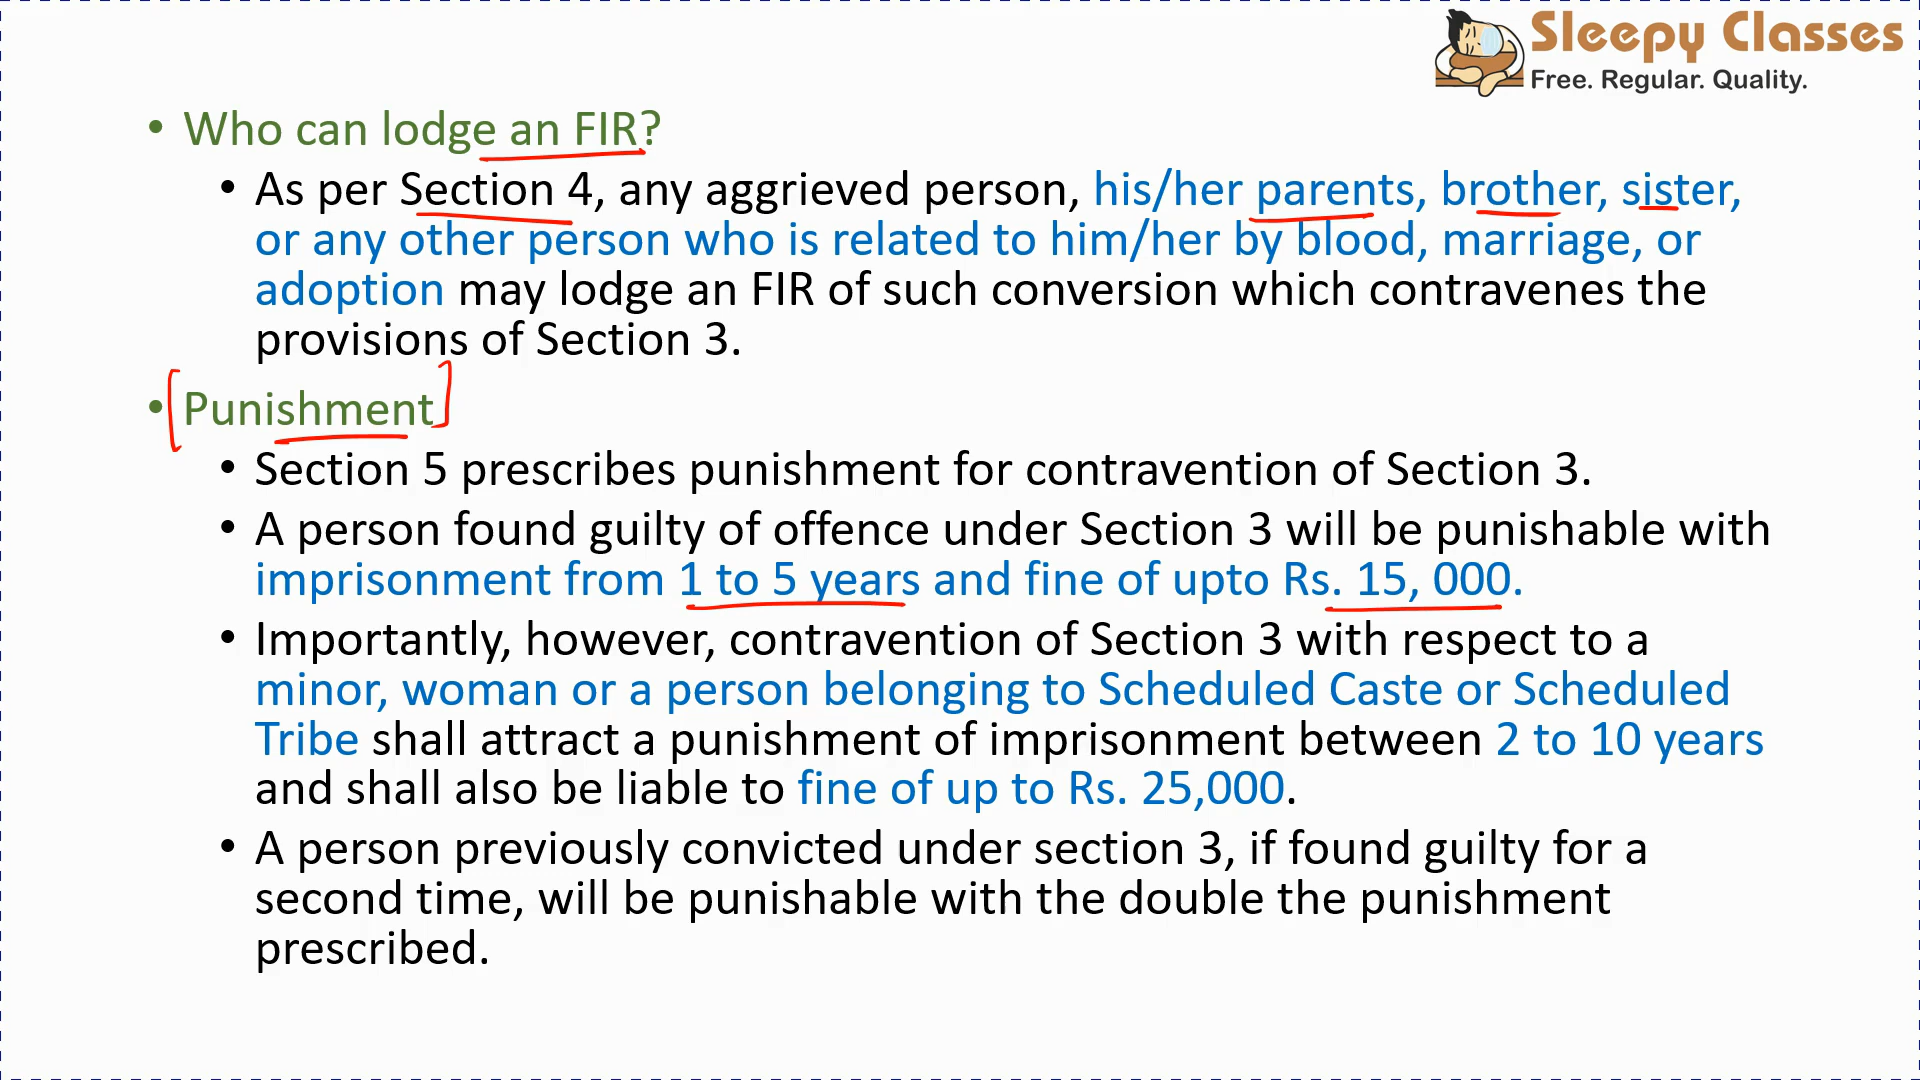 Sleepy Classes
Free. Regular. Quality.
• Who can lodge an FIR?
• As per Section 4, any aggrieved person, his/her parents, brother, sister,
or any other person who is related to him/her by blood, marriage, or
adoption may lodge an FIR of such conversion which contravenes the
provisions of Section 3.
• Punishment
• Section 5 prescribes punishment for contravention of Section 3.
• A person found guilty of offence under Section 3 will be punishable with
imprisonment from 1 to 5 years and fine of upto Rs. 15, 000.
• Importantly, however, contravention of Section 3 with respect to a
minor, woman or a person belonging to Scheduled Caste or Scheduled
Tribe shall attract a punishment of imprisonment between 2 to 10 years
and shall also be liable to fine of up to Rs. 25,000.
• A person previously convicted under section 3, if found guilty for a
second time, will be punishable with the double the punishment
prescribed.